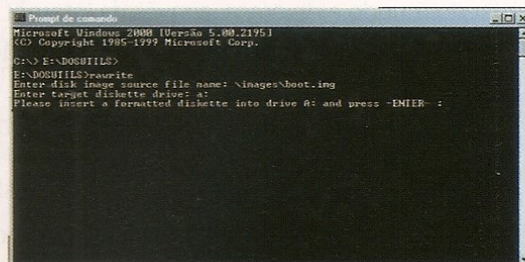 Prompt de comando
Microsoft Windows 2000 [Versão 5.00.2195]
(C) Copyright 1985-1999 Microsoft Corp.
C:\> E:\DOSUTILS>
E:\DOSUTILS>rawrite
Enter disk image source file name: \images\boot.img
Enter target diskette drive: a:
Please insert a formatted diskette into drive A: and press -ENTER- :